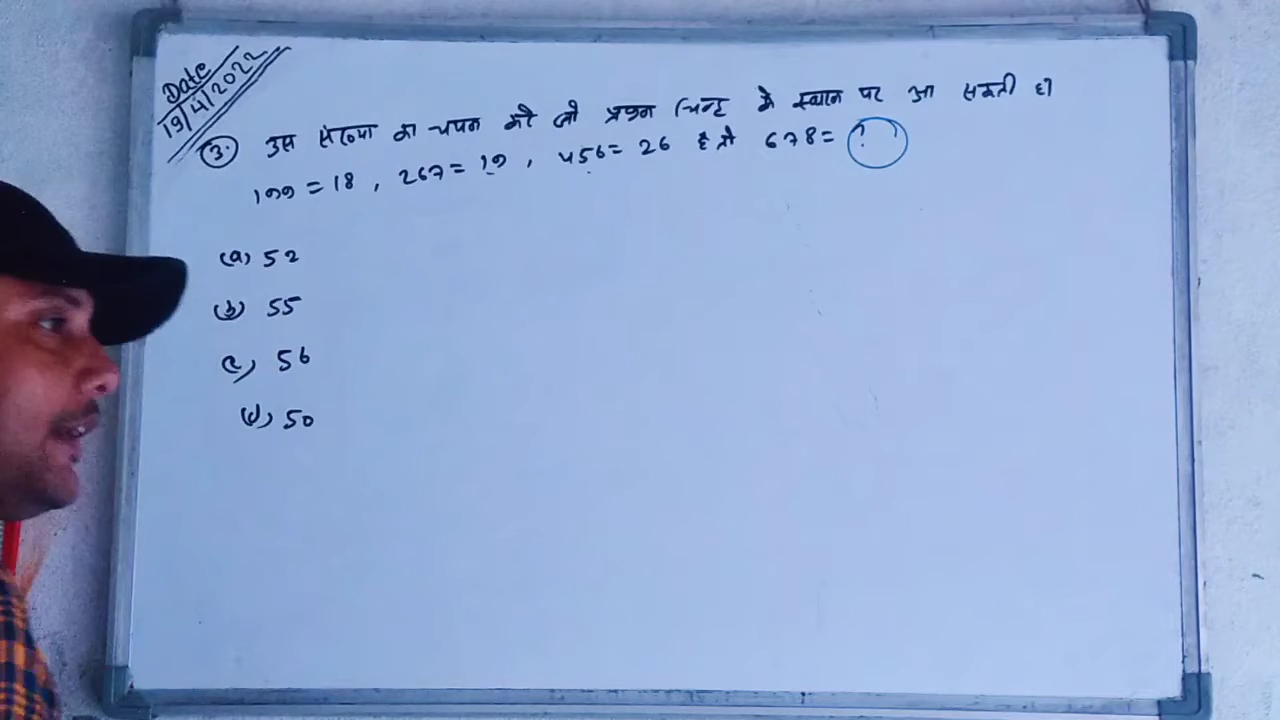 Date
19/4/2022
3. उस संख्या का चयन करें जो प्रश्न चिन्ह के स्थान पर आ सकती है।
199 = 18 , 267 = 19 , 456 = 26 है तो 678 = ?
(a) 52
(b) 55
(c) 56
(d) 50